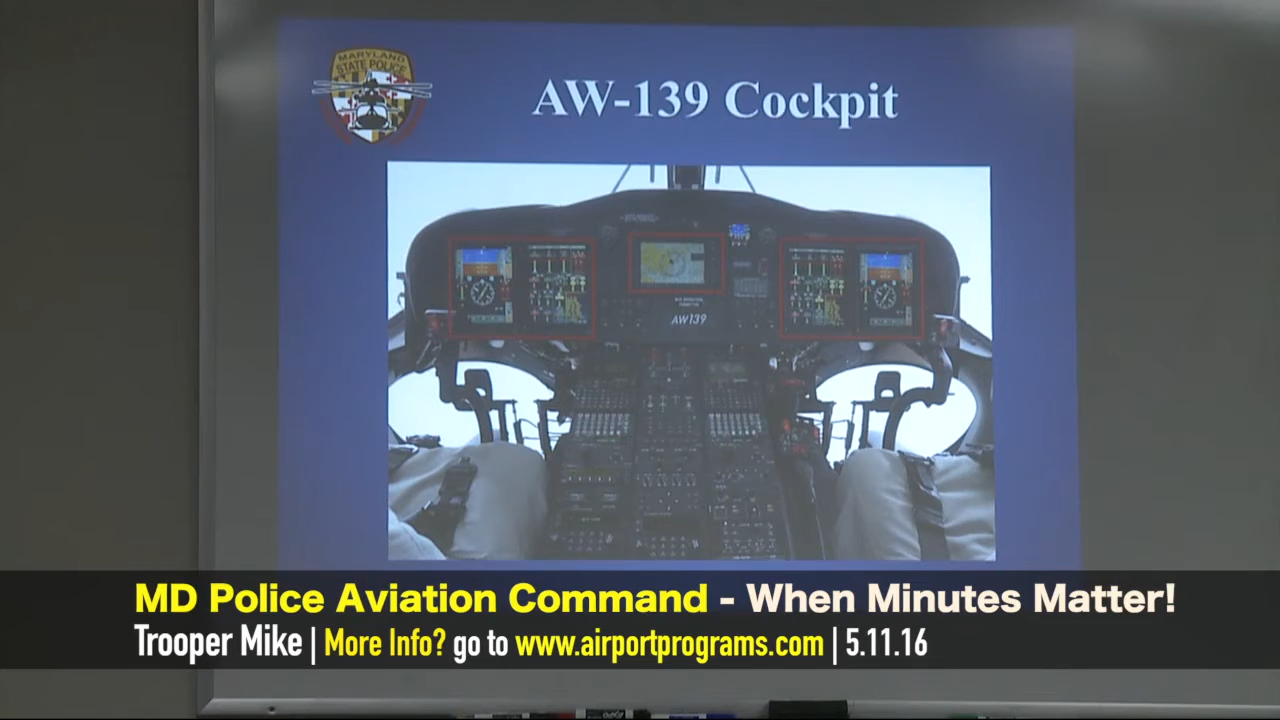 MARYLAND
STATE POLICE
AW-139 Cockpit
AW139
MD Police Aviation Command - When Minutes Matter!
Trooper Mike | More Info? go to www.airportprograms.com | 5.11.16